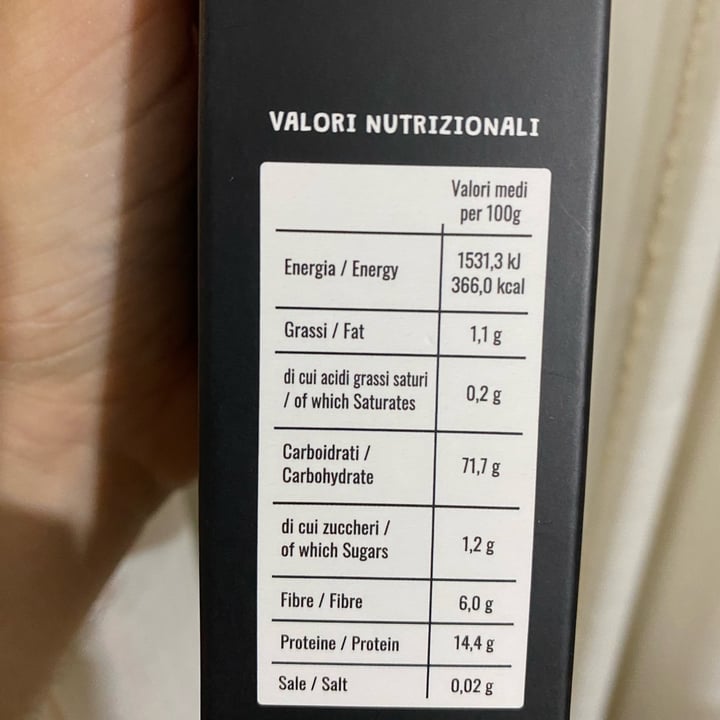 VALORI NUTRIZIONALI
Valori medi
per 100g
Energia / Energy
1531,3 kJ
366,0 kcal
Grassi / Fat
1,1 g
di cui acidi grassi saturi
/ of which Saturates
0,2 g
Carboidrati /
Carbohydrate
71,7 g
di cui zuccheri /
of which Sugars
1,2 g
Fibre / Fibre
6,0 g
Proteine / Protein
14,4 g
Sale / Salt
0,02 g